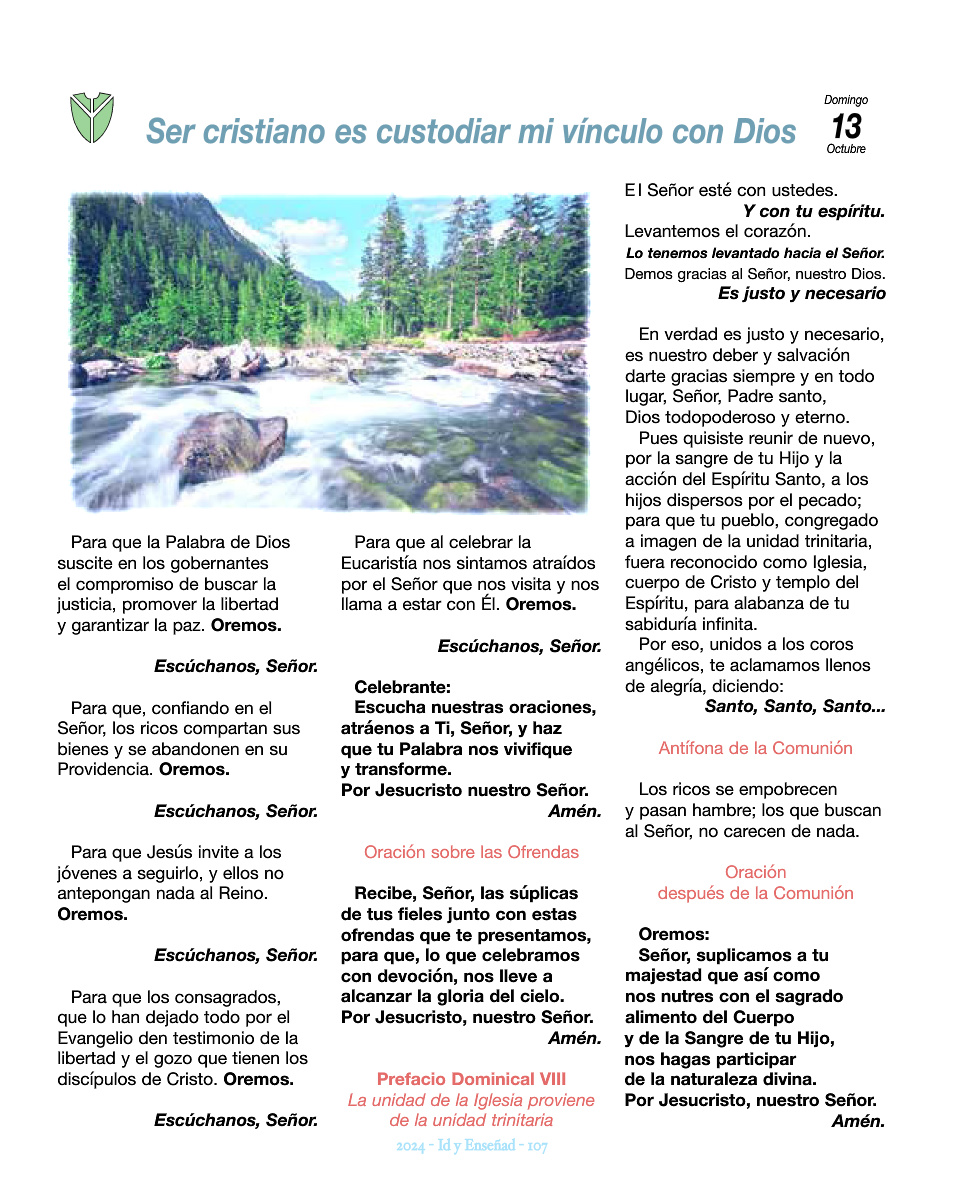 Ser cristiano es custodiar mi vínculo con Dios
Domingo
13
Octubre
Para que la Palabra de Dios
suscite en los gobernantes
el compromiso de buscar la
justicia, promover la libertad
y garantizar la paz. Oremos.
Escúchanos, Señor.
Para que, confiando en el
Señor, los ricos compartan sus
bienes y se abandonen en su
Providencia. Oremos.
Escúchanos, Señor.
Para que Jesús invite a los
jóvenes a seguirlo, y ellos no
antepongan nada al Reino.
Oremos.
Escúchanos, Señor.
Para que los consagrados,
que lo han dejado todo por el
Evangelio den testimonio de la
libertad y el gozo que tienen los
discípulos de Cristo. Oremos.
Escúchanos, Señor.
Para que al celebrar la
Eucaristía nos sintamos atraídos
por el Señor que nos visita y nos
llama a estar con Él. Oremos.
Escúchanos, Señor.
Celebrante:
Escucha nuestras oraciones,
atráenos a Ti, Señor, y haz
que tu Palabra nos vivifique
y transforme.
Por Jesucristo nuestro Señor.
Amén.
Oración sobre las Ofrendas
Recibe, Señor, las súplicas
de tus fieles junto con estas
ofrendas que te presentamos,
para que, lo que celebramos
con devoción, nos lleve a
alcanzar la gloria del cielo.
Por Jesucristo, nuestro Señor.
Amén.
Prefacio Dominical VIII
La unidad de la Iglesia proviene
de la unidad trinitaria
E l Señor esté con ustedes.
Y con tu espíritu.
Levantemos el corazón.
Lo tenemos levantado hacia el Señor.
Demos gracias al Señor, nuestro Dios.
Es justo y necesario
En verdad es justo y necesario,
es nuestro deber y salvación
darte gracias siempre y en todo
lugar, Señor, Padre santo,
Dios todopoderoso y eterno.
Pues quisiste reunir de nuevo,
por la sangre de tu Hijo y la
acción del Espíritu Santo, a los
hijos dispersos por el pecado;
para que tu pueblo, congregado
a imagen de la unidad trinitaria,
fuera reconocido como Iglesia,
cuerpo de Cristo y templo del
Espíritu, para alabanza de tu
sabiduría infinita.
Por eso, unidos a los coros
angélicos, te aclamamos llenos
de alegría, diciendo:
Santo, Santo, Santo...
Antífona de la Comunión
Los ricos se empobrecen
y pasan hambre; los que buscan
al Señor, no carecen de nada.
Oración
después de la Comunión
Oremos:
Señor, suplicamos a tu
majestad que así como
nos nutres con el sagrado
alimento del Cuerpo
y de la Sangre de tu Hijo,
nos hagas participar
de la naturaleza divina.
Por Jesucristo, nuestro Señor.
Amén.
2024 - Id y Enseñad - 107